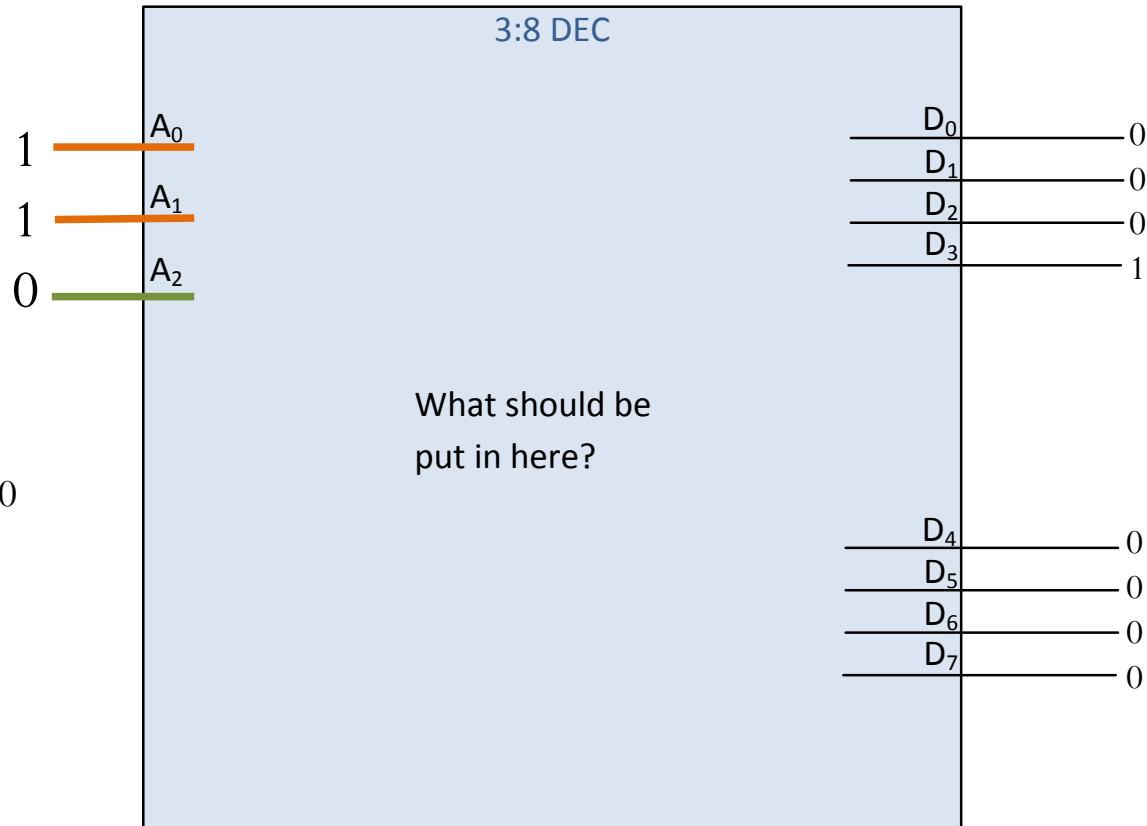 3:8 DEC
1 A₀ D₀ 0
D₁ 0
1 A₁ D₂ 0
0 A₂ D₃ 1
What should be
put in here?
0
D₄ 0
D₅ 0
D₆ 0
D₇ 0